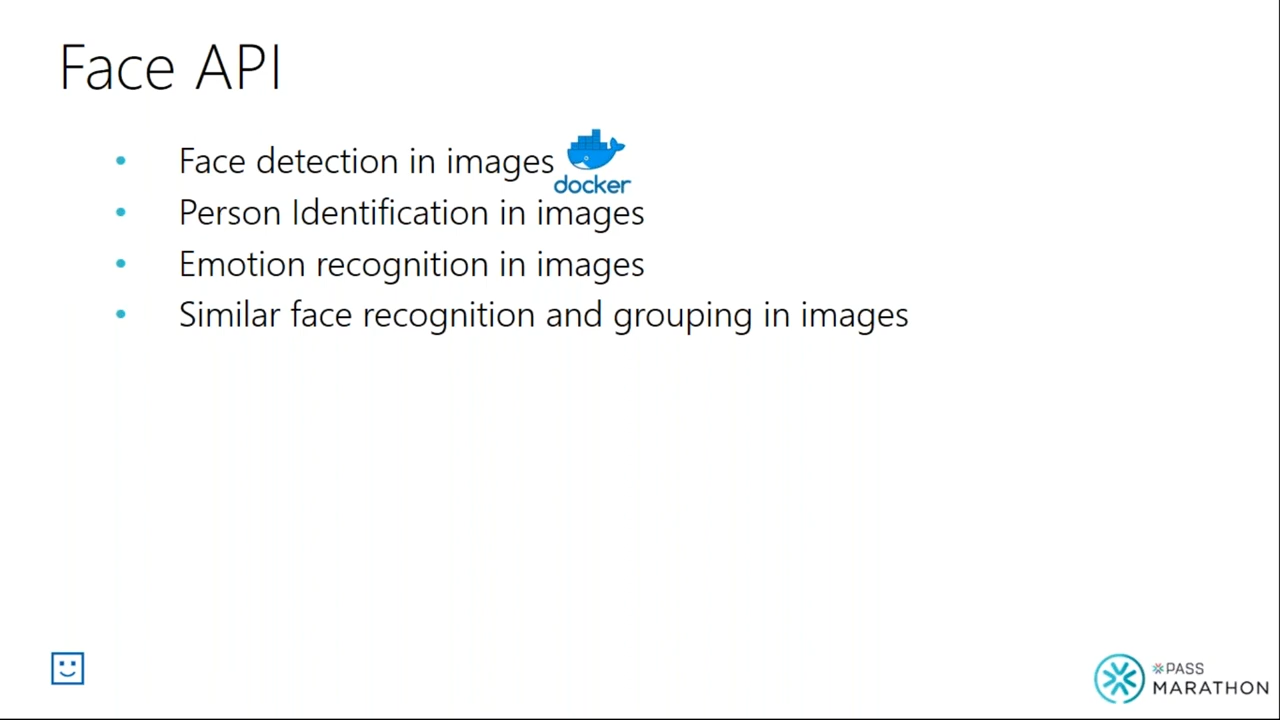 Face API
• Face detection in images
docker
• Person Identification in images
• Emotion recognition in images
• Similar face recognition and grouping in images
PASS
MARATHON